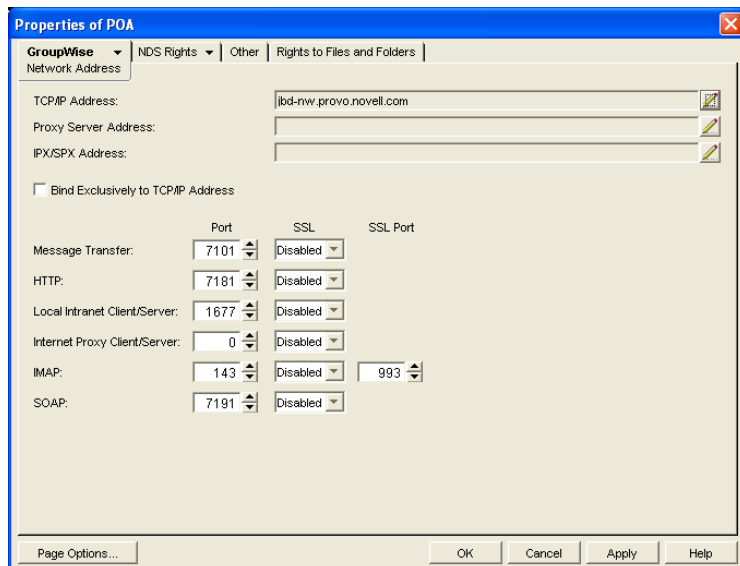 Properties of POA
GroupWise NDS Rights Other Rights to Files and Folders
Network Address
TCP/IP Address: jbd-nw.provo.novell.com
Proxy Server Address:
IPX/SPX Address:
Bind Exclusively to TCP/IP Address
Port SSL SSL Port
Message Transfer: 7101 Disabled
HTTP: 7181 Disabled
Local Intranet Client/Server: 1677 Disabled
Internet Proxy Client/Server: 0 Disabled
IMAP: 143 Disabled 993
SOAP: 7191 Disabled
Page Options... OK Cancel Apply Help